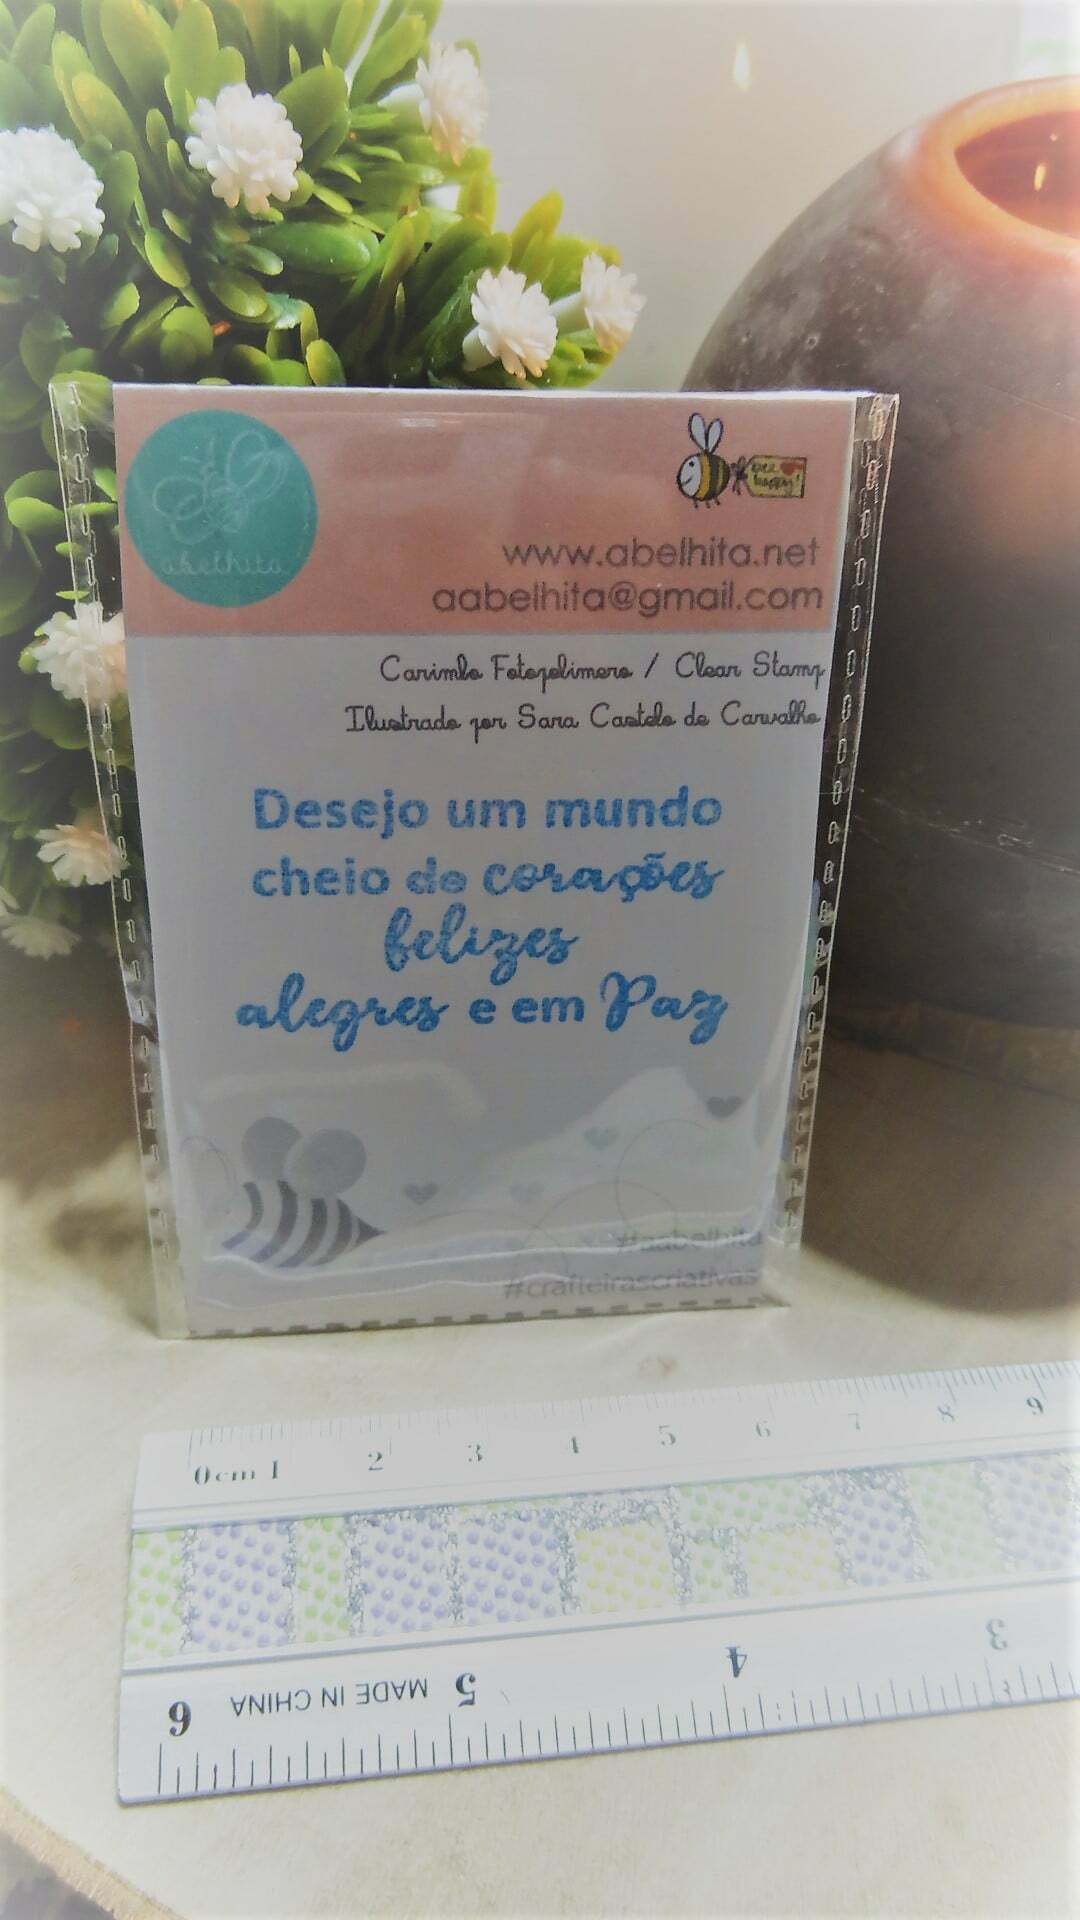 abelhita
bee
happy!
www.abelhita.net
aabelhita@gmail.com
Carimbo Fotopolimero / Clear Stamp
Ilustrado por Sara Castelo de Carvalho
Desejo um mundo
cheio de corações
felizes
alegres e em Paz
#aabelhita
#crafteirascriativas
0cm 1 2 3 4 5 6 7 8 9
6 MADE IN CHINA 5 4 3